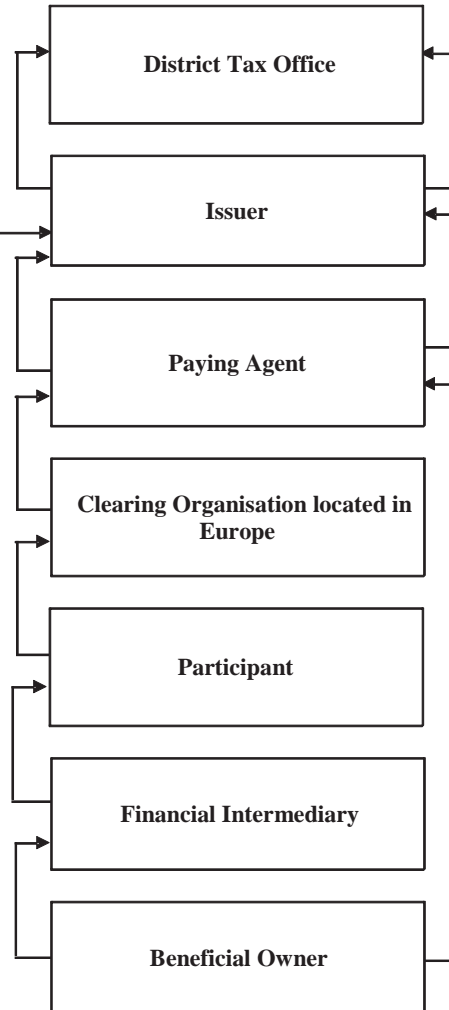 District Tax Office
Issuer
Paying Agent
Clearing Organisation located in
Europe
Participant
Financial Intermediary
Beneficial Owner